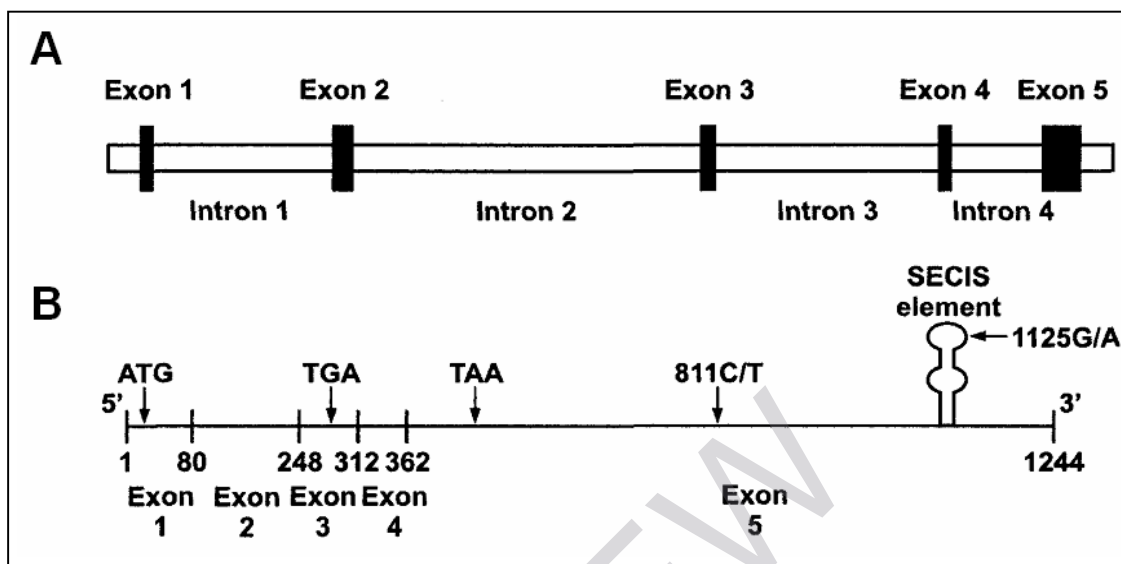 A
Exon 1 Exon 2 Exon 3 Exon 4 Exon 5
Intron 1 Intron 2 Intron 3 Intron 4
B
SECIS
element
1125G/A
ATG TGA TAA 811C/T
5’ 3’
1 80 248 312 362 1244
Exon Exon Exon Exon Exon
1 2 3 4 5